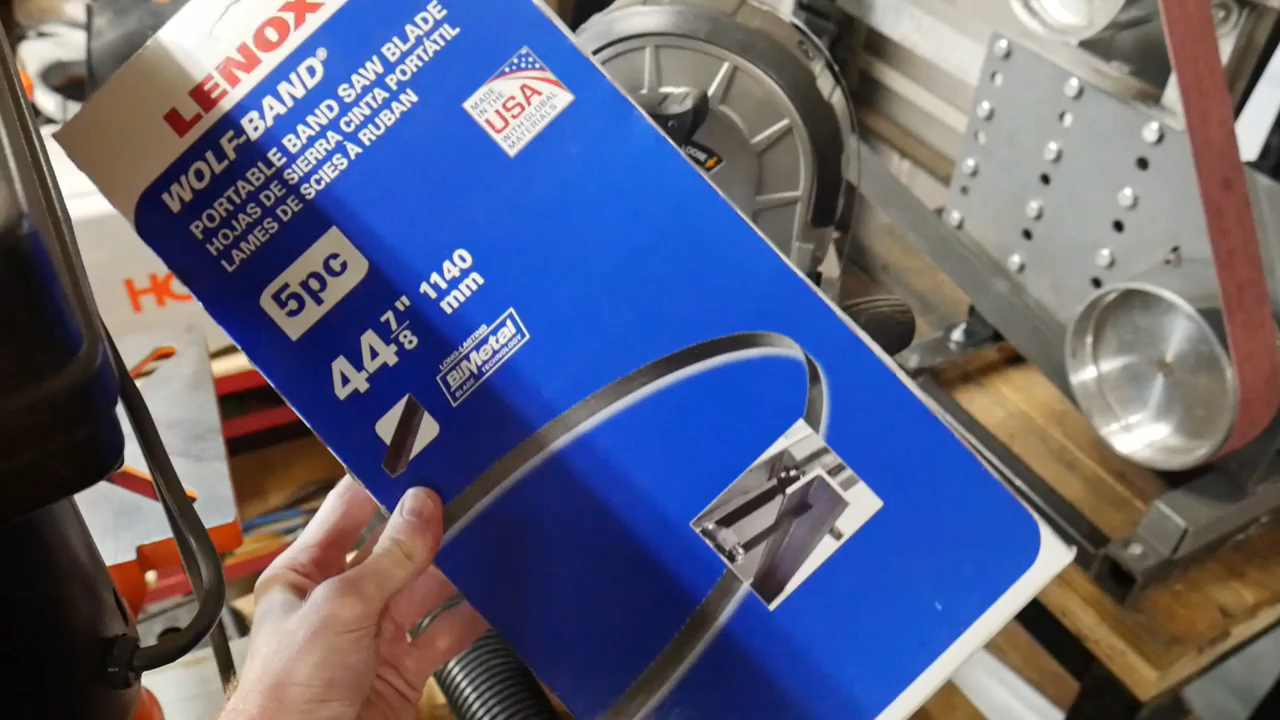 LENOX
WOLF-BAND®
PORTABLE BAND SAW BLADE
HOJAS DE SIERRA CINTA PORTÁTIL
LAMES DE SCIES À RUBAN
MADE
IN THE
USA
WITH GLOBAL
MATERIALS
5pc
44 7/8" 1140
mm
LONG-LASTING
BiMetal
BLADE TECHNOLOGY
HO